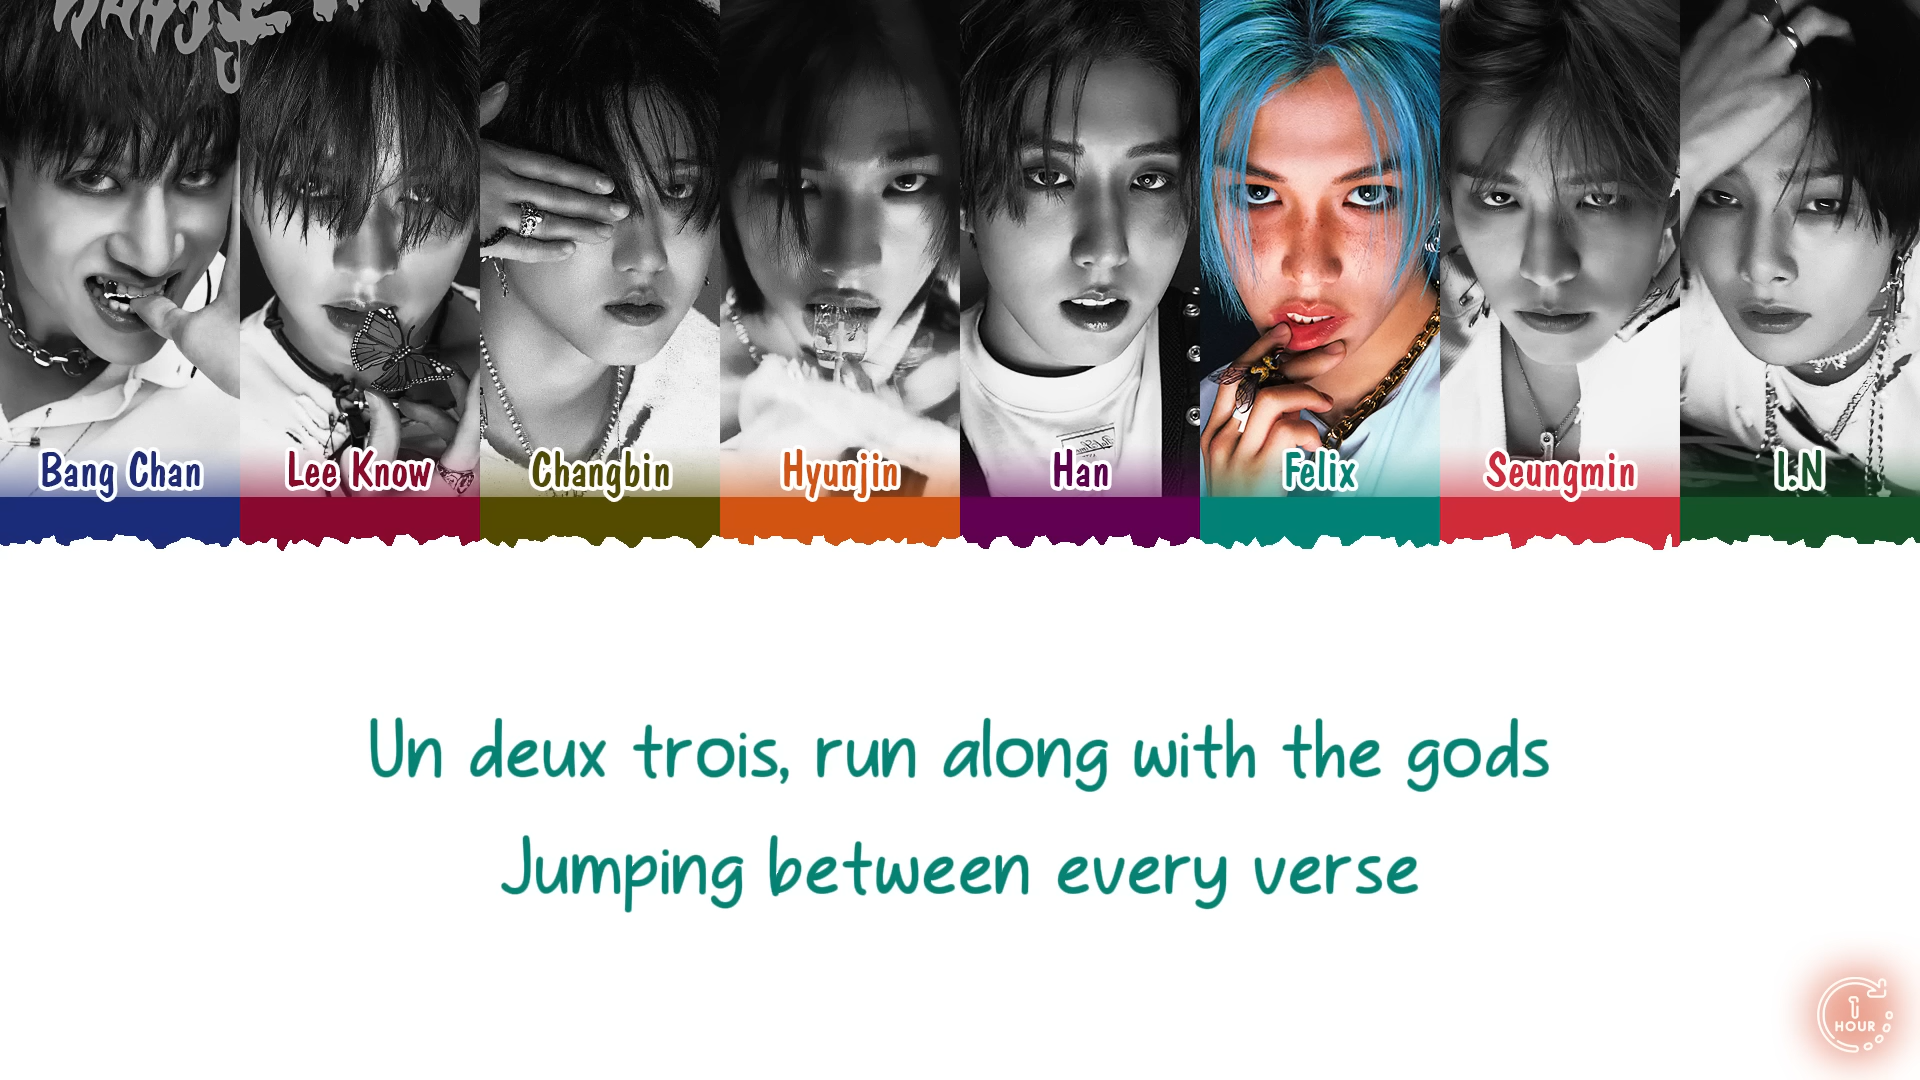 Bang Chan
Lee Know
Changbin
Hyunjin
Han
Felix
Seungmin
I.N
Un deux trois, run along with the gods
Jumping between every verse
1
HOUR